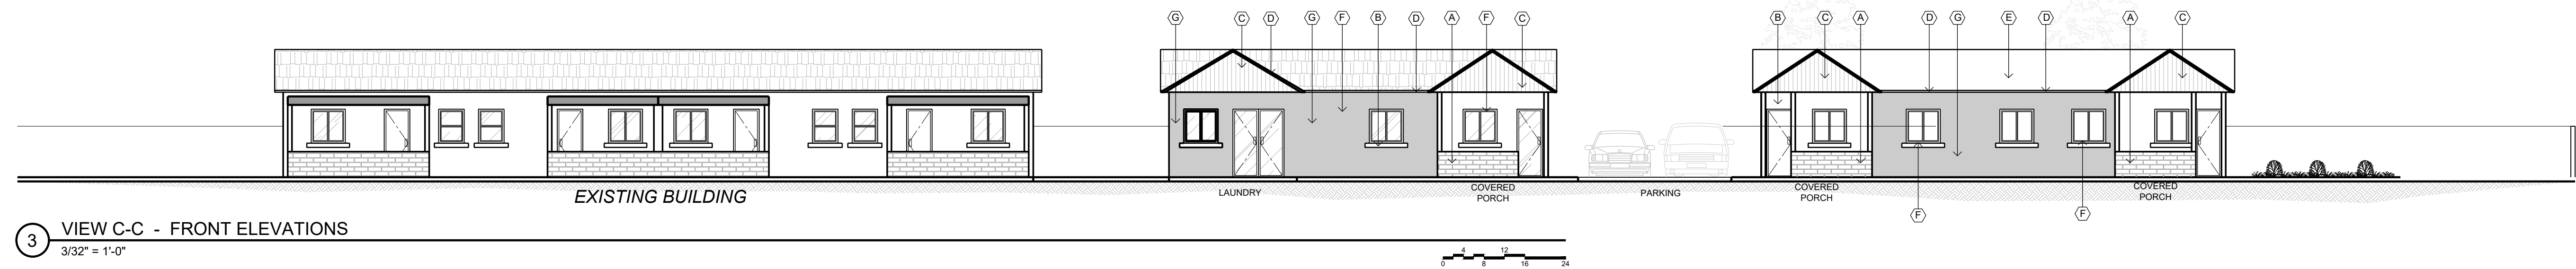 G C D G F B D A F C B C A D G E D A C
EXISTING BUILDING
LAUNDRY
COVERED
PORCH
PARKING
COVERED
PORCH
COVERED
PORCH
F F
3
VIEW C-C - FRONT ELEVATIONS
3/32" = 1'-0"
4 12
0 8 16 24